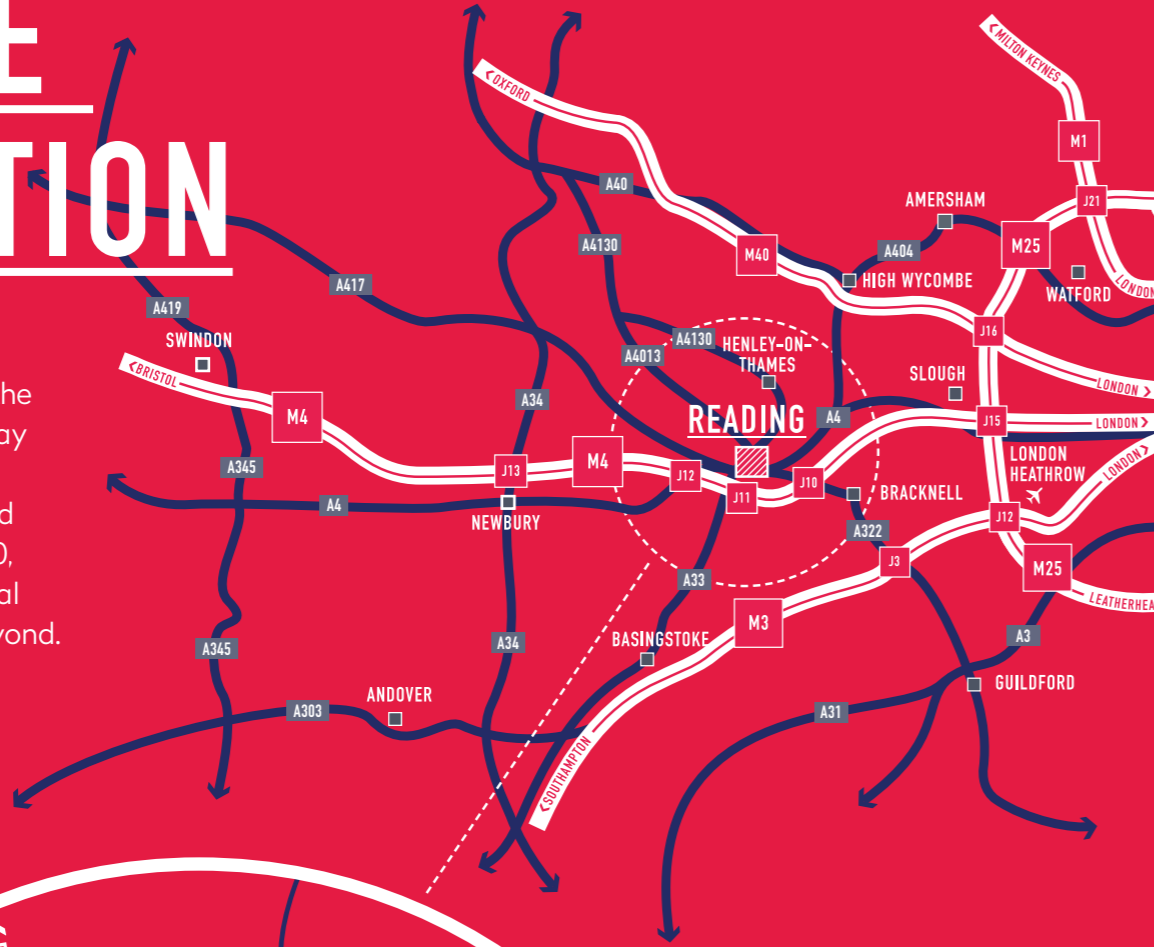 E
TION
he
ay
d
0,
al
yond.
< OXFORD
< MILTON KEYNES
M1
J21
A40
AMERSHAM
A4130
A404
M25
M40
HIGH WYCOMBE
WATFORD
LONDON
A417
A419
J16
SWINDON
A4130
HENLEY-ON-
THAMES
A4013
< BRISTOL
SLOUGH
LONDON >
A34
READING
A4
M4
J15
LONDON >
LONDON
HEATHROW
LONDON >
J13
M4
J12
J10
J11
A345
BRACKNELL
A4
NEWBURY
J12
A322
J3
M25
A33
LEATHERHEA
M3
BASINGSTOKE
A3
A345
A34
GUILDFORD
ANDOVER
A303
A31
< SOUTHAMPTON